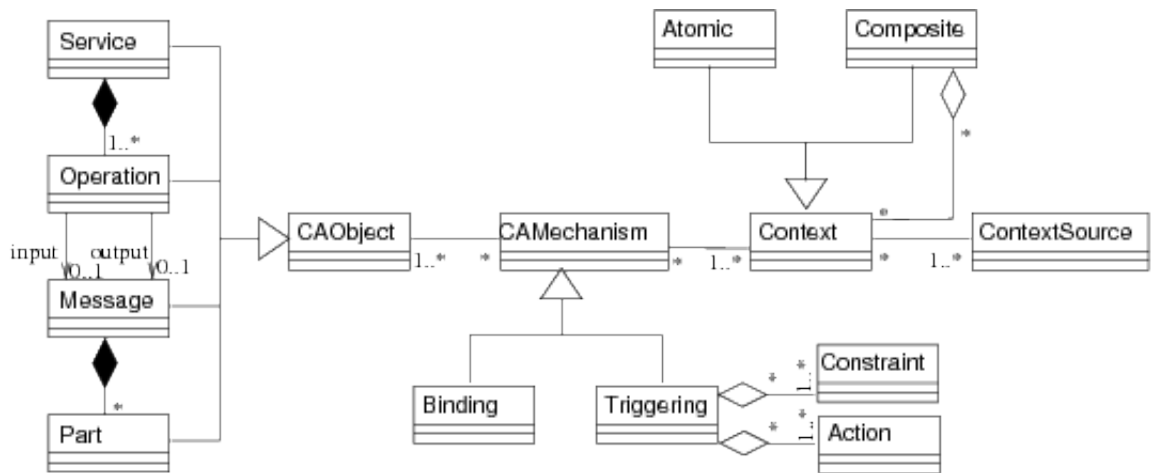 Service
Atomic
Composite
1..*
*
Operation
input
output
0..1
0..1
CAObject
CAMechanism
Context
*
ContextSource
1..*
*
*
1..*
*
1..*
Message
*
Part
Binding
Triggering
*
1..*
Constraint
*
1..*
Action